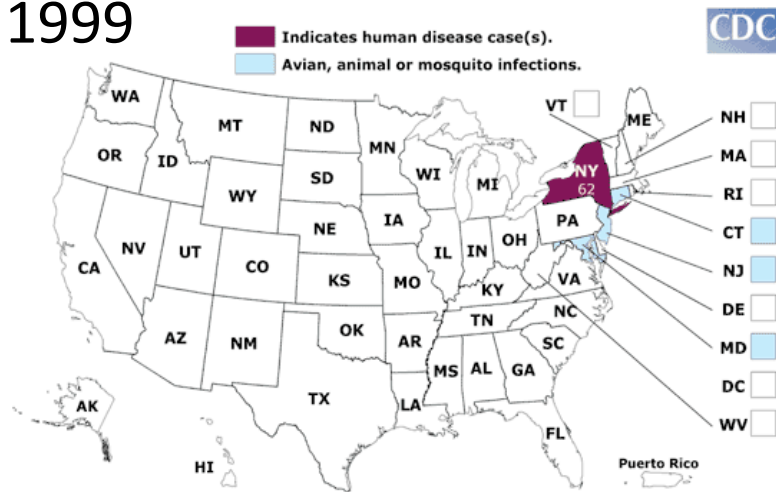 1999
Indicates human disease case(s).
Avian, animal or mosquito infections.
CDC
WA
MT
ND
MN
VT
ME
NH
OR
ID
SD
WI
MI
NY
62
MA
WY
RI
IA
NE
PA
CT
NV
UT
CO
IL
IN
OH
NJ
CA
KS
MO
VA
KY
DE
AZ
NM
OK
AR
TN
NC
SC
MD
MS
AL
GA
DC
TX
LA
AK
WV
FL
HI
Puerto Rico